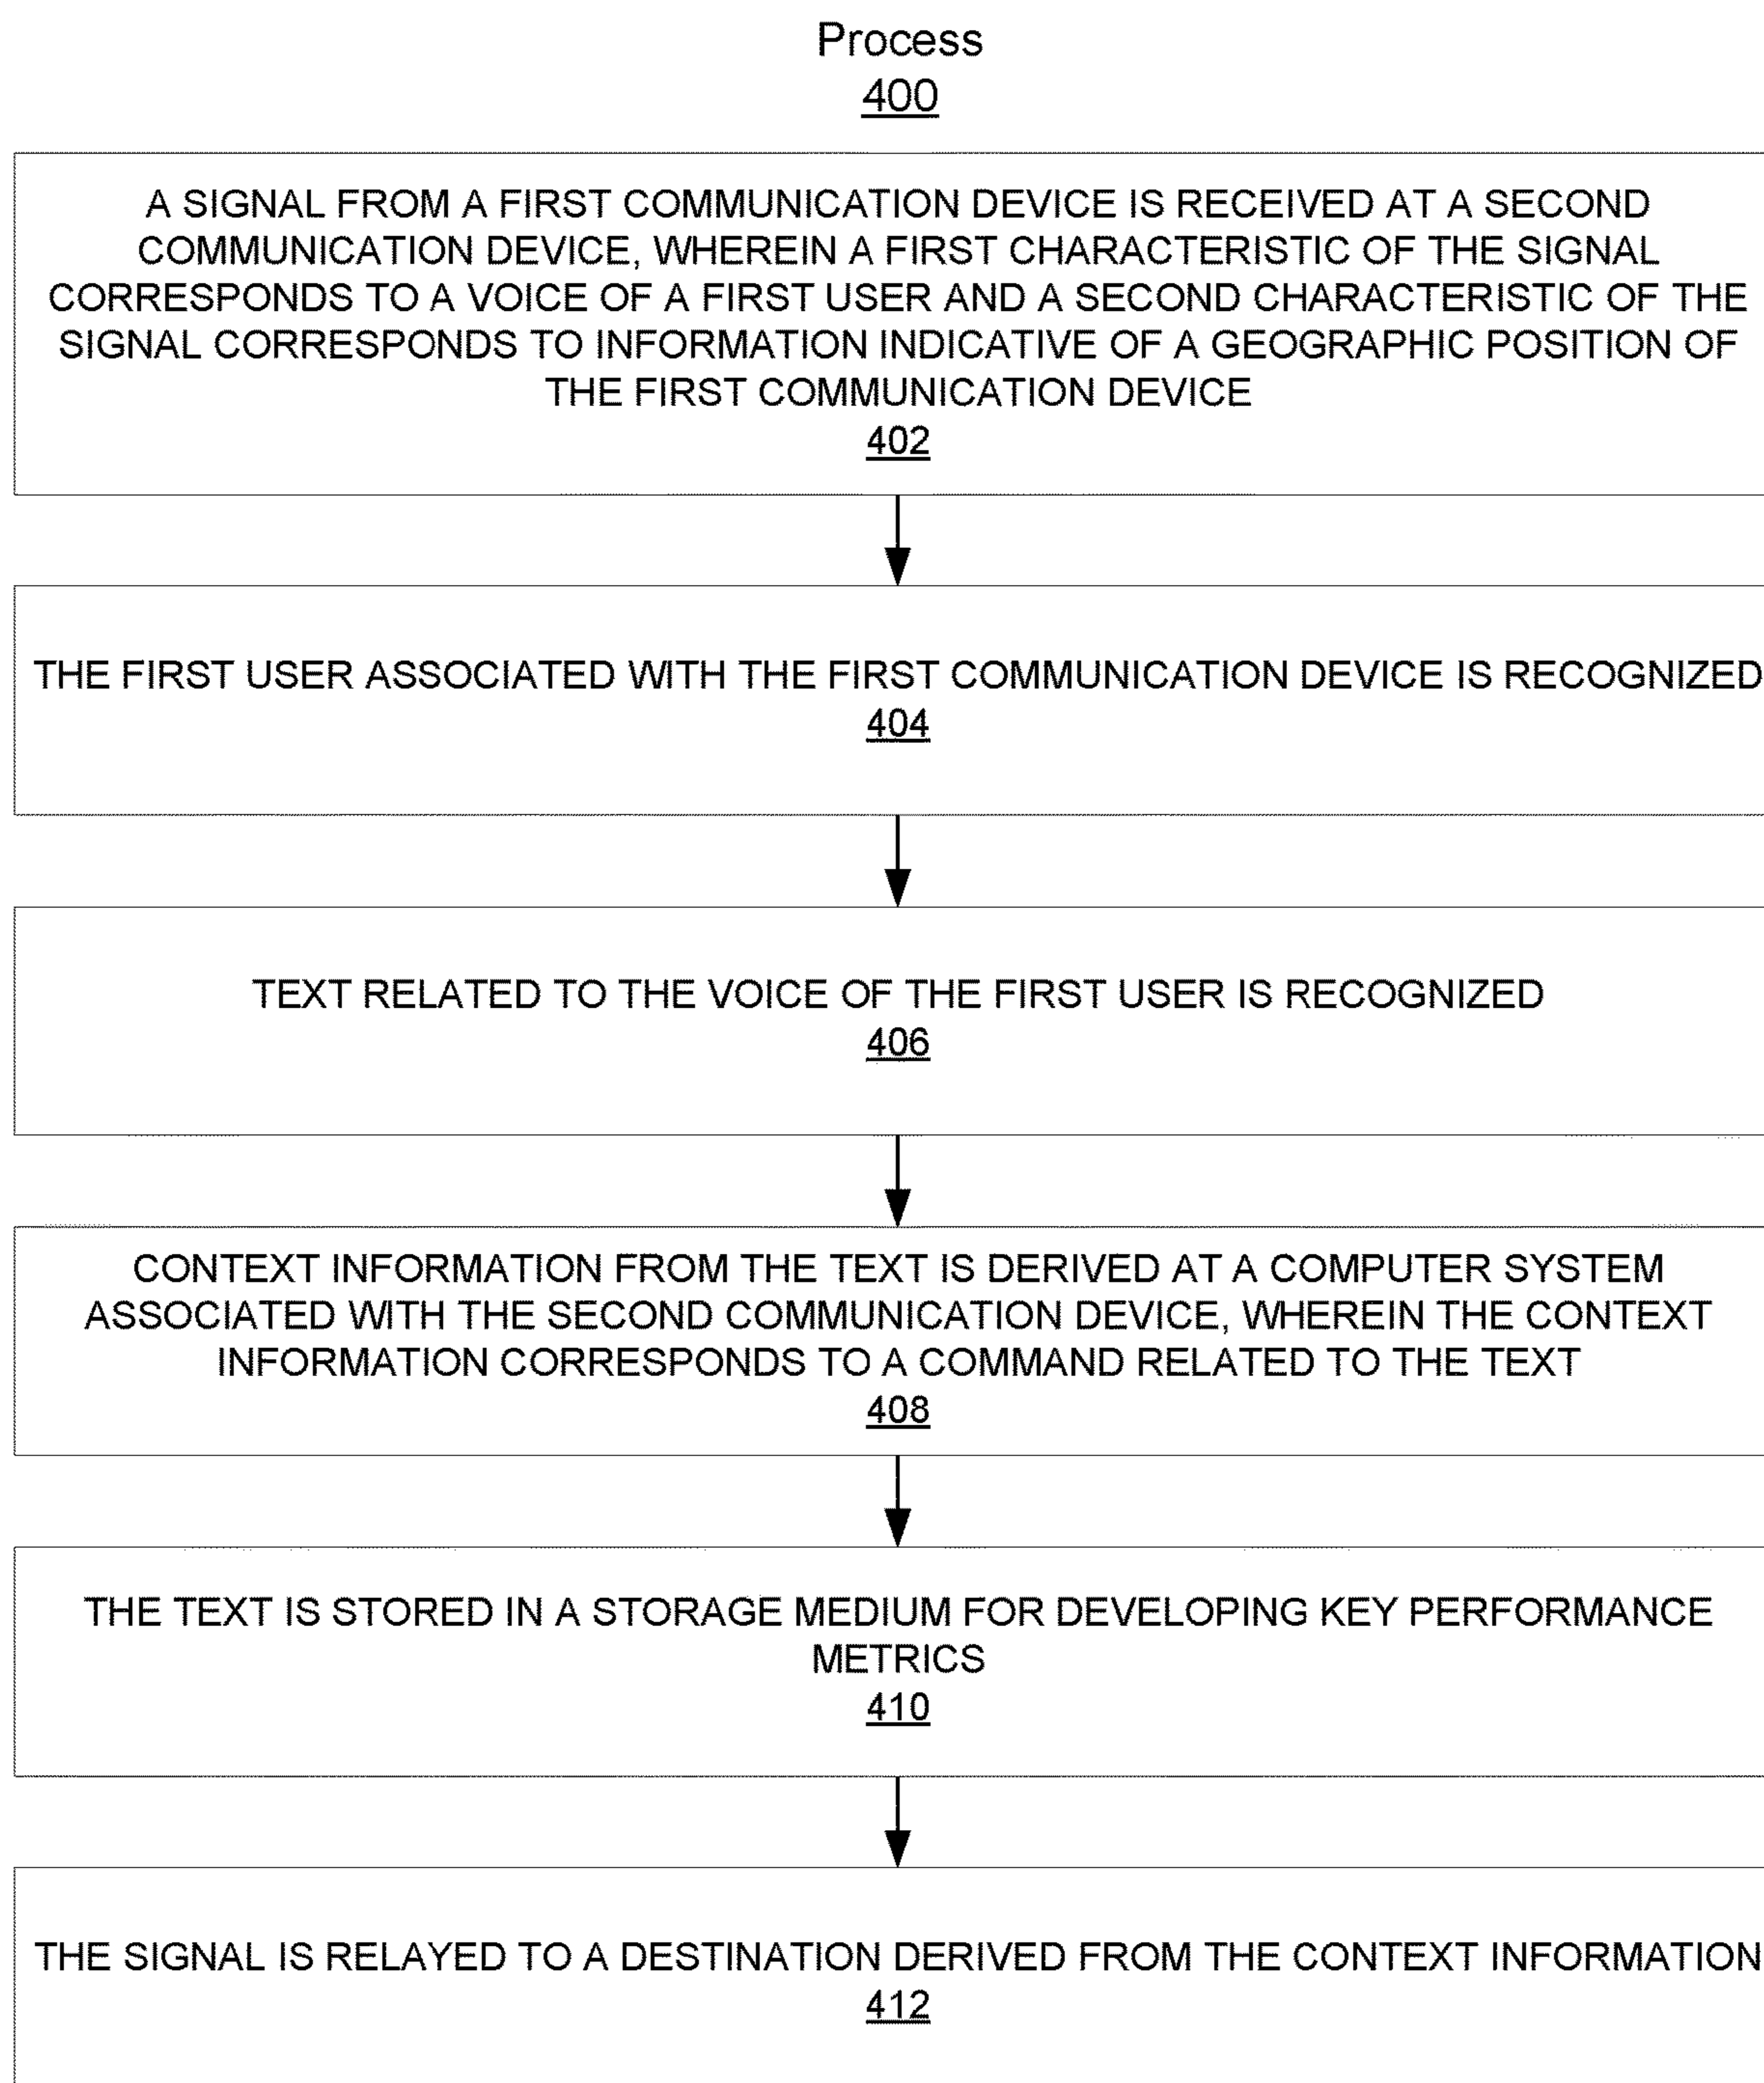 Process
400
A SIGNAL FROM A FIRST COMMUNICATION DEVICE IS RECEIVED AT A SECOND
COMMUNICATION DEVICE, WHEREIN A FIRST CHARACTERISTIC OF THE SIGNAL
CORRESPONDS TO A VOICE OF A FIRST USER AND A SECOND CHARACTERISTIC OF THE
SIGNAL CORRESPONDS TO INFORMATION INDICATIVE OF A GEOGRAPHIC POSITION OF
THE FIRST COMMUNICATION DEVICE
402
THE FIRST USER ASSOCIATED WITH THE FIRST COMMUNICATION DEVICE IS RECOGNIZED
404
TEXT RELATED TO THE VOICE OF THE FIRST USER IS RECOGNIZED
406
CONTEXT INFORMATION FROM THE TEXT IS DERIVED AT A COMPUTER SYSTEM
ASSOCIATED WITH THE SECOND COMMUNICATION DEVICE, WHEREIN THE CONTEXT
INFORMATION CORRESPONDS TO A COMMAND RELATED TO THE TEXT
408
THE TEXT IS STORED IN A STORAGE MEDIUM FOR DEVELOPING KEY PERFORMANCE
METRICS
410
THE SIGNAL IS RELAYED TO A DESTINATION DERIVED FROM THE CONTEXT INFORMATION
412